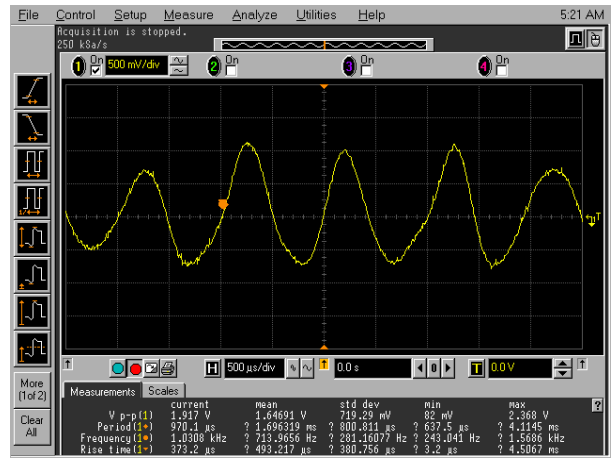 File Control Setup Measure Analyze Utilities Help 5:21 AM
Acquisition is stopped.
250 kSa/s
1 On 500 mV/div 2 On 3 On 4 On
T
H 500 µs/div 0.0 s 0 T 0.0 V
More
(1 of 2)
Clear
All
Measurements Scales
current mean std dev min max
V p-p(1) 1.917 V 1.64691 V 719.29 mV 82 mV 2.368 V
Period(1) 970.1 µs ? 1.696319 ms ? 800.811 µs ? 637.5 µs ? 4.1145 ms
Frequency(1) 1.0308 kHz ? 713.9656 Hz ? 281.16077 Hz ? 243.041 Hz ? 1.5686 kHz
Rise time(1) 373.2 µs ? 493.217 µs ? 380.756 µs ? 3.2 µs ? 4.5067 ms
?